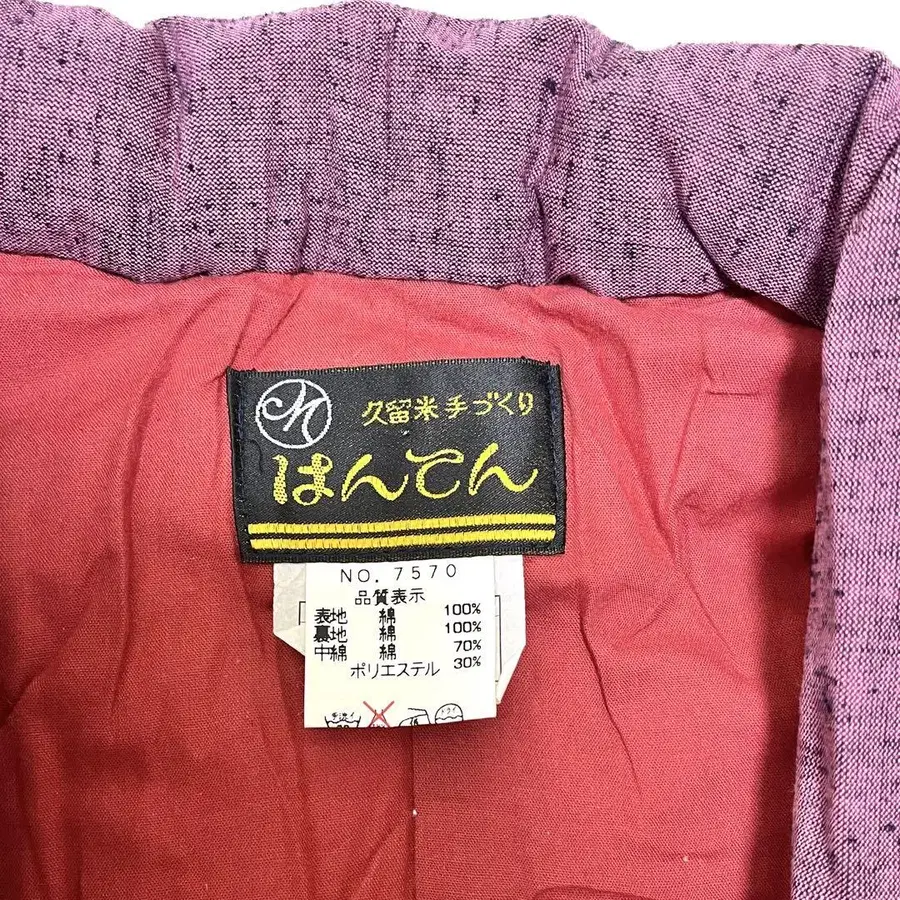 M
久留米手づくり
はんてん
NO. 7570
品質表示
表地 綿 100%
裏地 綿 100%
中綿 綿 70%
ポリエステル 30%